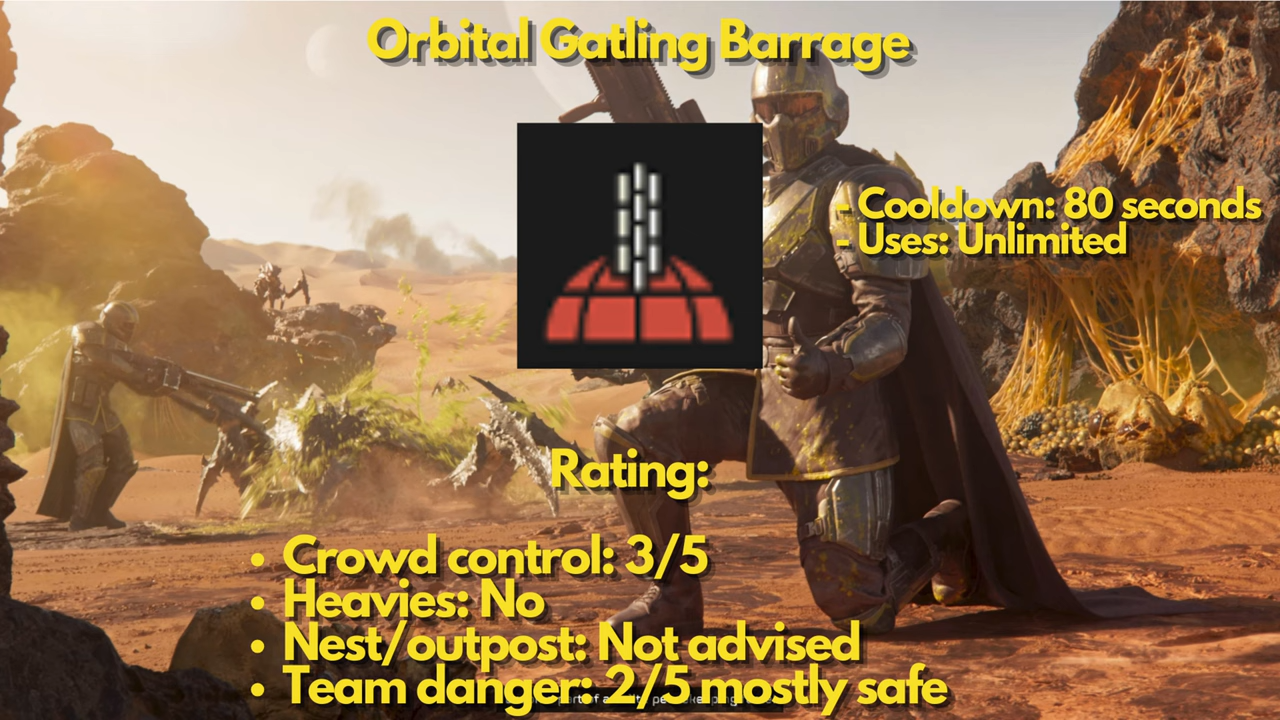 Orbital Gatling Barrage
- Cooldown: 80 seconds
- Uses: Unlimited
Rating:
• Crowd control: 3/5
• Heavies: No
• Nest/outpost: Not advised
• Team danger: 2/5 mostly safe